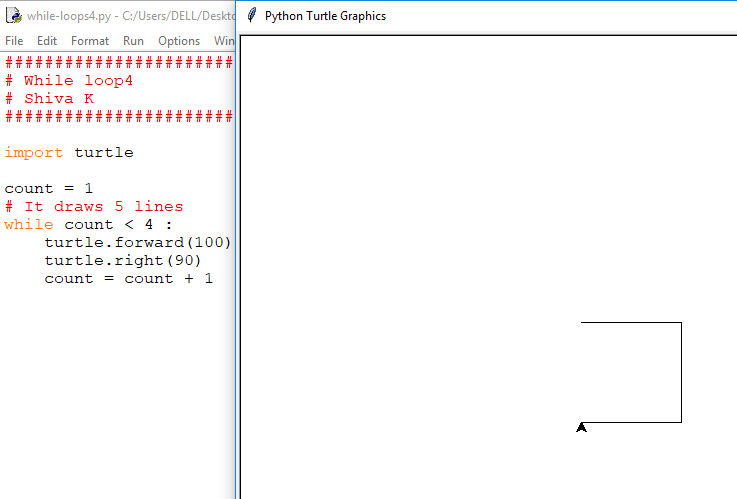 while-loops4.py - C:/Users/DELL/Deskto
Python Turtle Graphics
File Edit Format Run Options Win
#######################
# While loop4
# Shiva K
#######################
import turtle
count = 1
# It draws 5 lines
while count < 4 :
    turtle.forward(100)
    turtle.right(90)
    count = count + 1